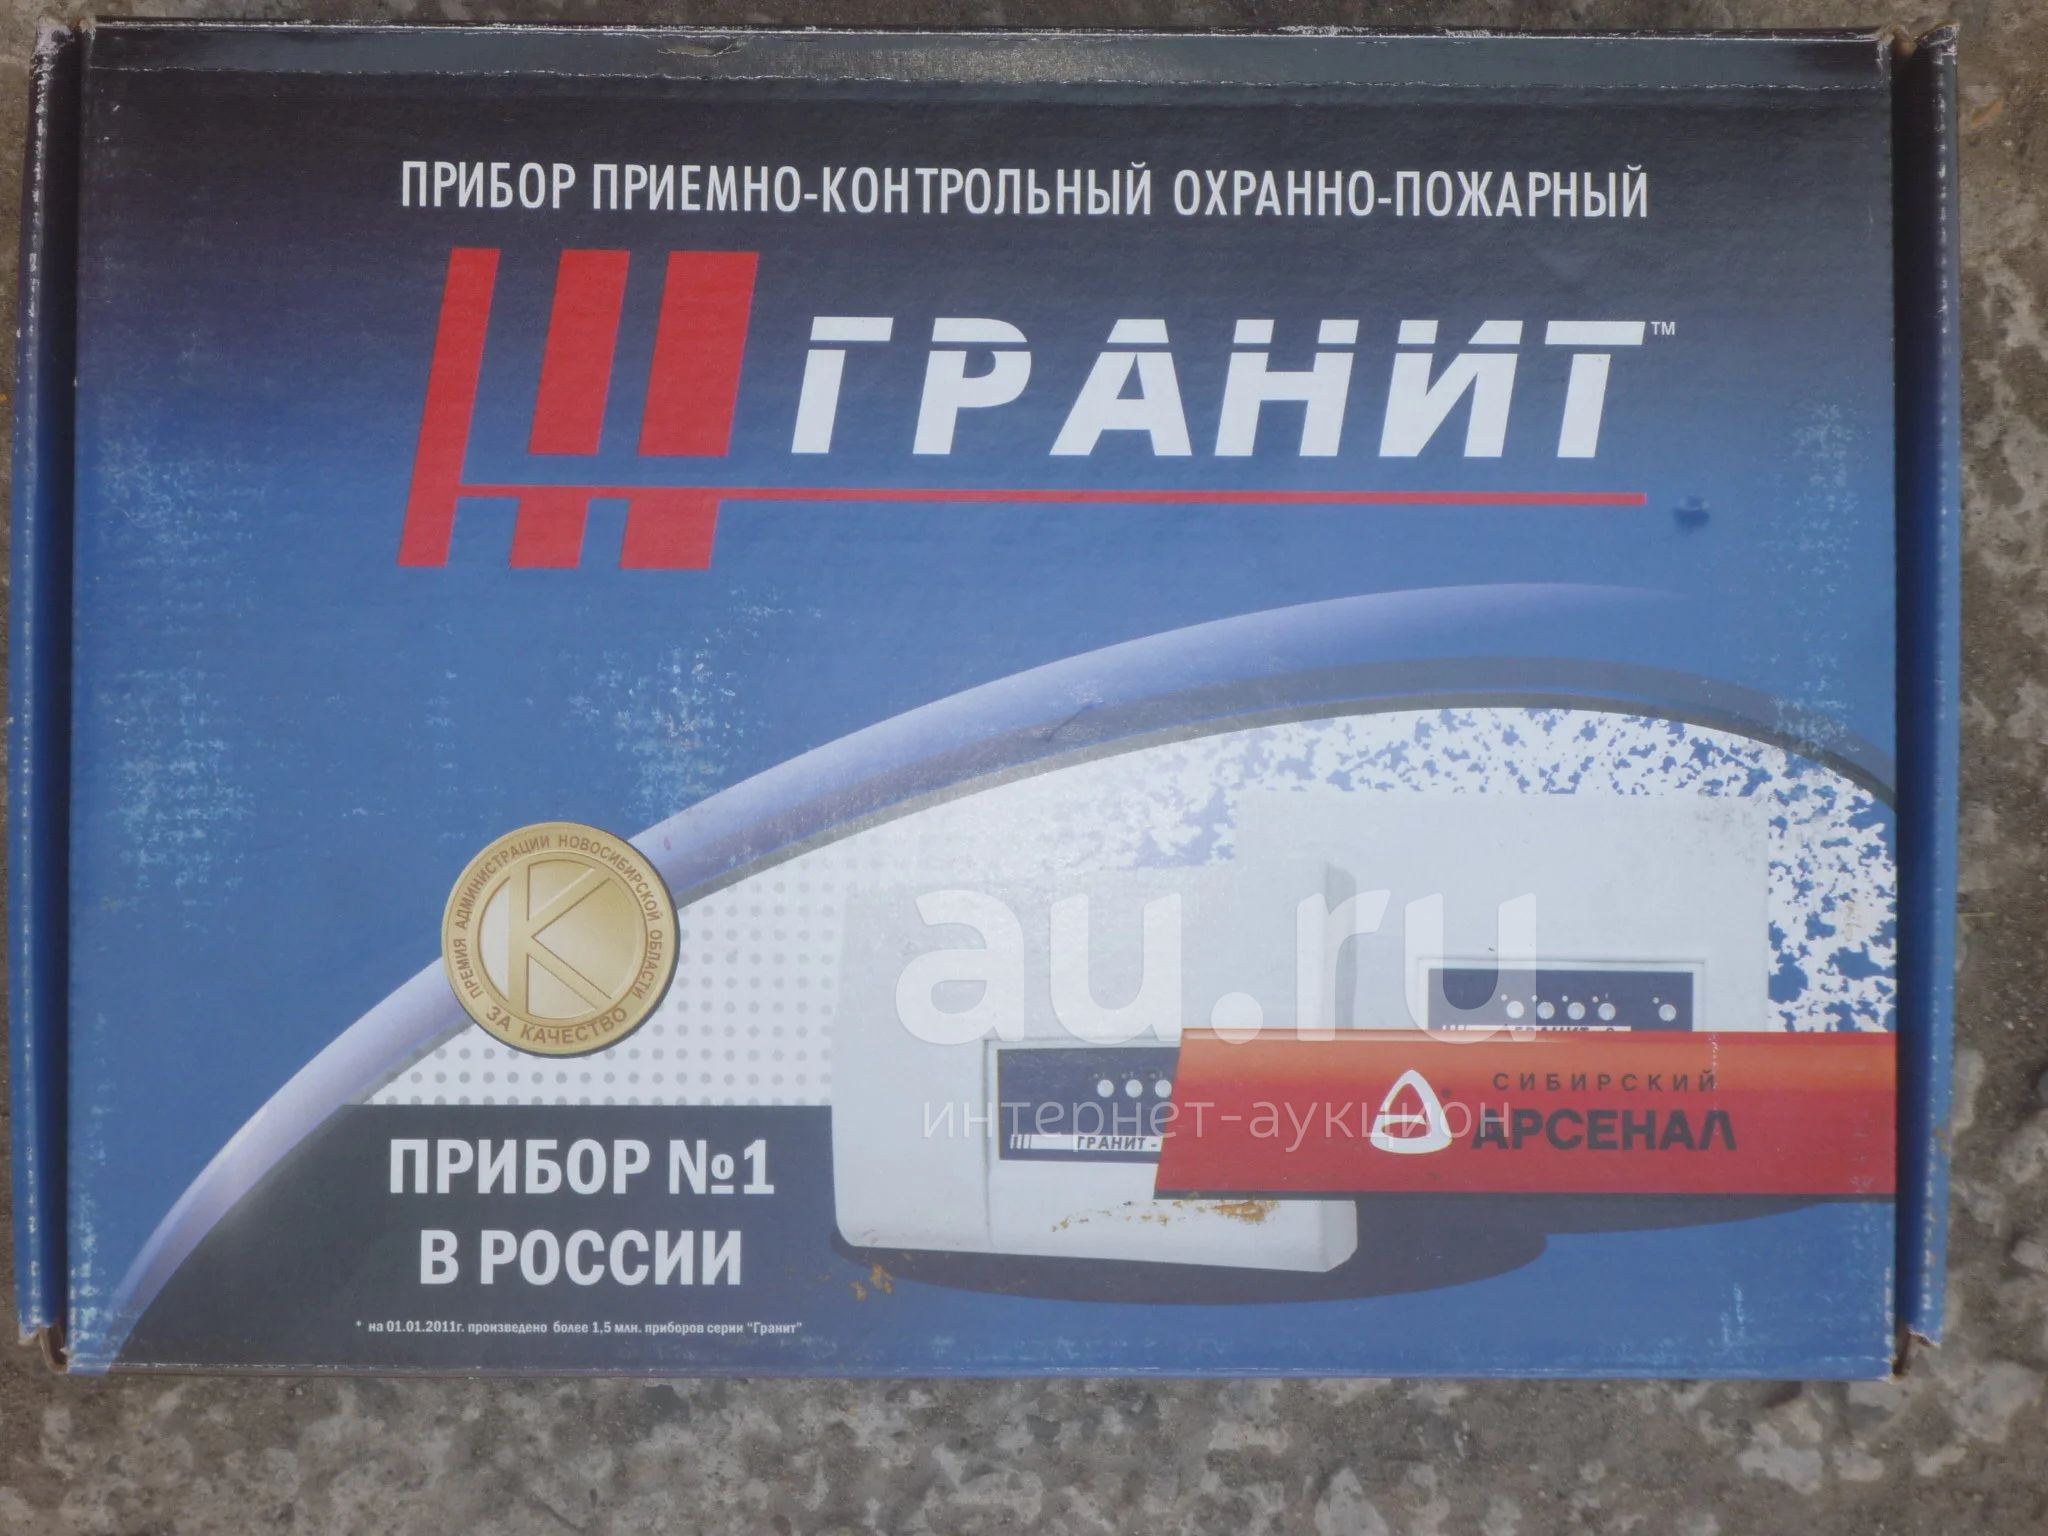 ПРИБОР ПРИЕМНО-КОНТРОЛЬНЫЙ ОХРАННО-ПОЖАРНЫЙ
ГРАНИТ™
ПРЕМИЯ АДМИНИСТРАЦИИ НОВОСИБИРСКОЙ ОБЛАСТИ
ЗА КАЧЕСТВО
au.ru
интернет-аукцион
ГРАНИТ-
ГРАНИТ-
СИБИРСКИЙ
АРСЕНАЛ
ПРИБОР №1
В РОССИИ
* на 01.01.2011г. произведено более 1,5 млн. приборов серии "Гранит"